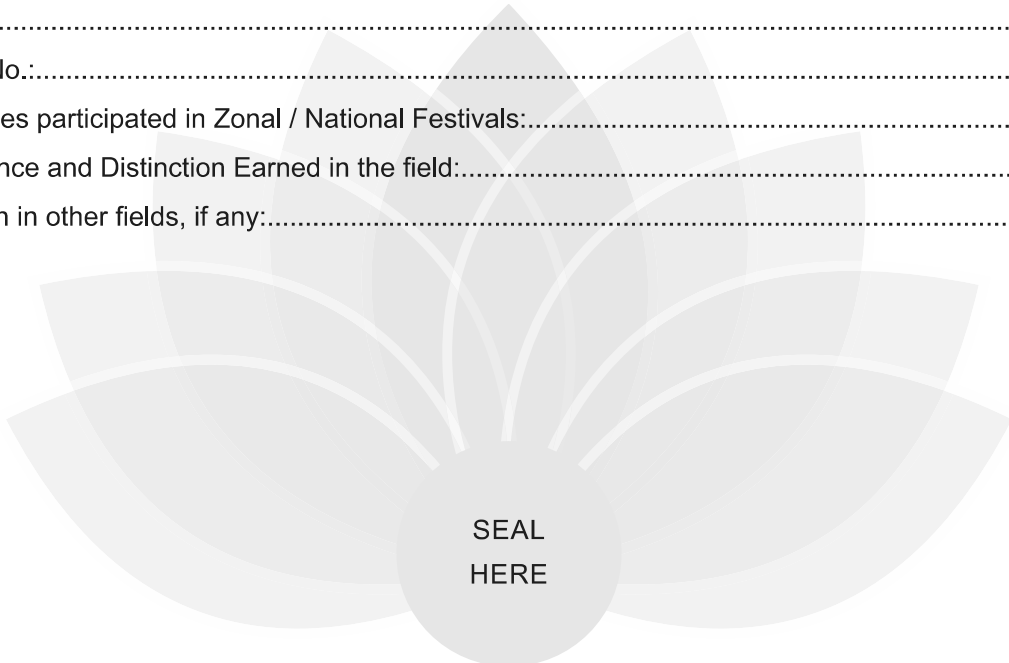 ................................................................................................................................
No.:..............................................................................................................................
es participated in Zonal / National Festivals:................................................................
nce and Distinction Earned in the field:.........................................................................
n in other fields, if any:...................................................................................................
SEAL
HERE